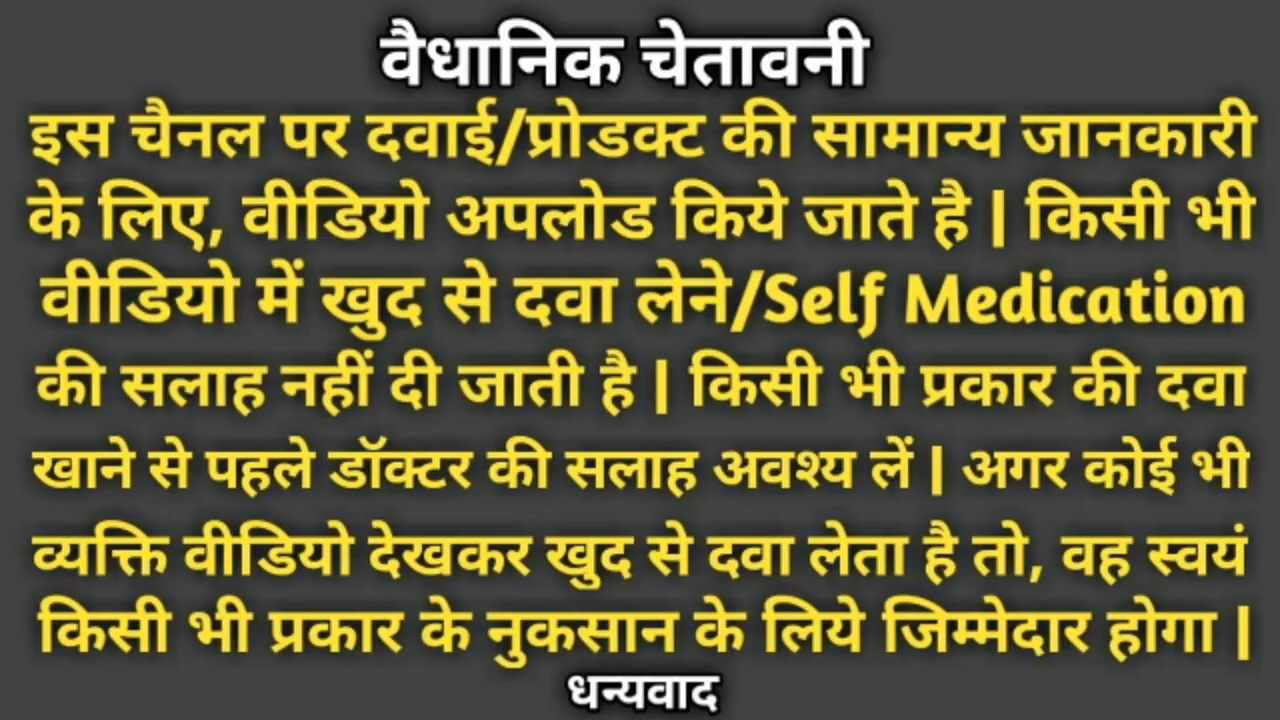 वैधानिक चेतावनी
इस चैनल पर दवाई/प्रोडक्ट की सामान्य जानकारी
के लिए, वीडियो अपलोड किये जाते है | किसी भी
वीडियो में खुद से दवा लेने/Self Medication
की सलाह नहीं दी जाती है | किसी भी प्रकार की दवा
खाने से पहले डॉक्टर की सलाह अवश्य लें | अगर कोई भी
व्यक्ति वीडियो देखकर खुद से दवा लेता है तो, वह स्वयं
किसी भी प्रकार के नुकसान के लिये जिम्मेदार होगा |
धन्यवाद